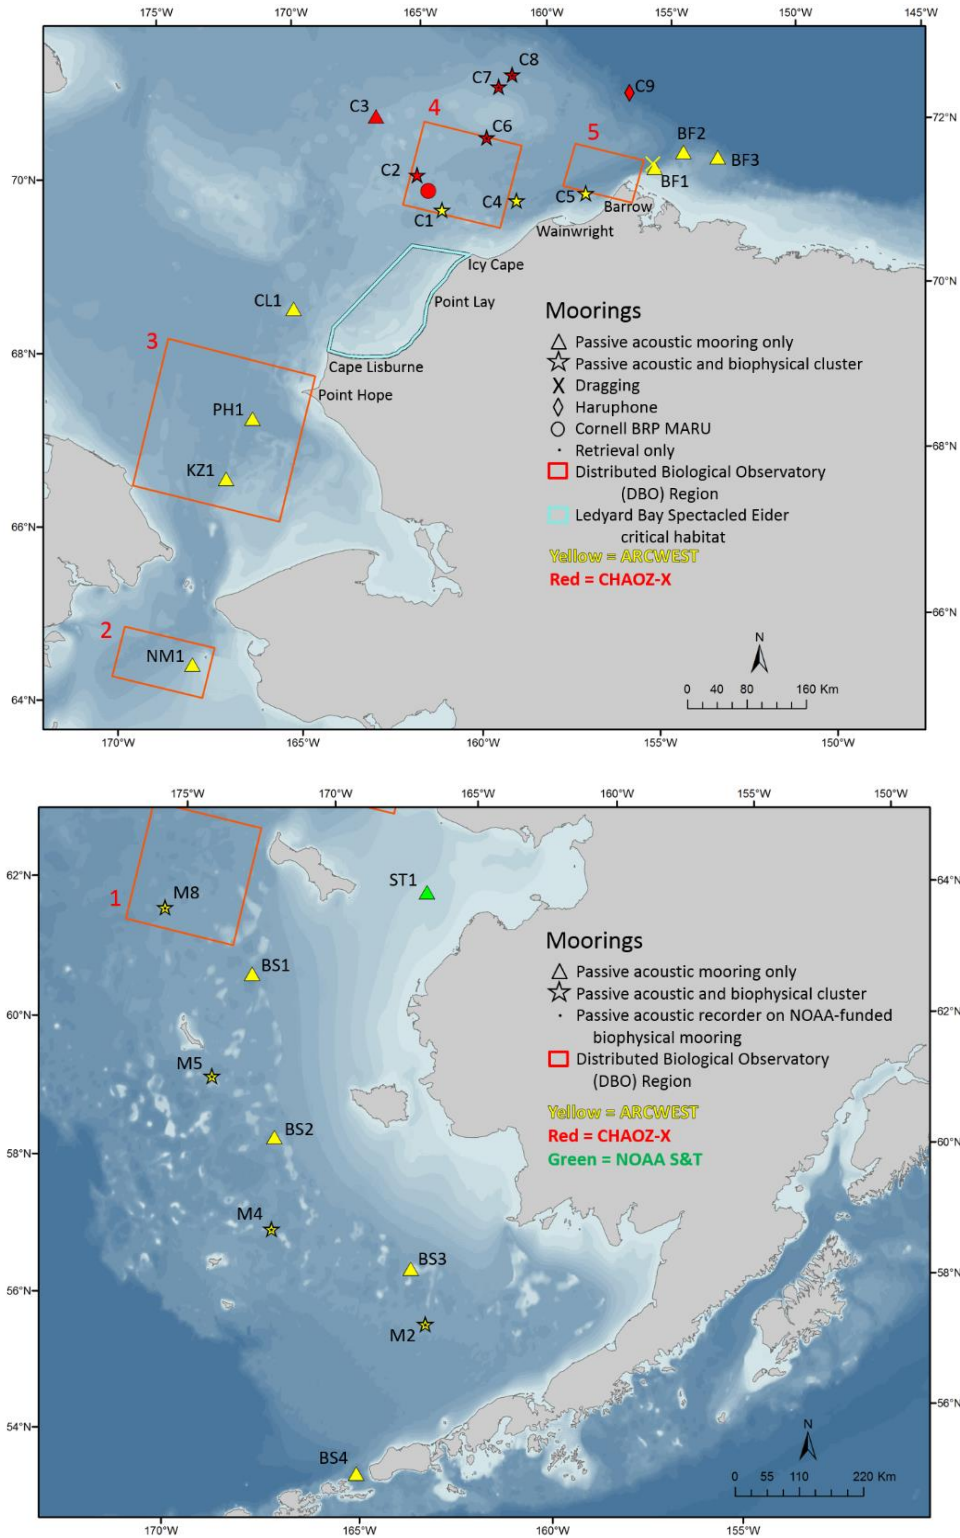 175°W 170°W 165°W 160°W 155°W 150°W 145°W
C8
C7
C9
C3
4
C6
5
BF2
72°N
BF3
C2
BF1
70°N
C1
C4
C5
Barrow
Wainwright
Icy Cape
70°N
CL1
Point Lay
Moorings
Passive acoustic mooring only
Passive acoustic and biophysical cluster
Dragging
Haruphone
Cornell BRP MARU
Retrieval only
Distributed Biological Observatory
(DBO) Region
Ledyard Bay Spectacled Eider
critical habitat
Yellow = ARCWEST
Red = CHAOZ-X
3
68°N
Cape Lisburne
Point Hope
PH1
68°N
KZ1
66°N
66°N
2
NM1
N
0 40 80 160 Km
64°N
170°W 165°W 160°W 155°W 150°W
175°W 170°W 165°W 160°W 155°W 150°W
62°N
ST1
64°N
1
M8
BS1
Moorings
Passive acoustic mooring only
Passive acoustic and biophysical cluster
Passive acoustic recorder on NOAA-funded
biophysical mooring
Distributed Biological Observatory
(DBO) Region
Yellow = ARCWEST
Red = CHAOZ-X
Green = NOAA S&T
60°N
62°N
M5
BS2
60°N
58°N
M4
BS3
58°N
56°N
M2
56°N
54°N
BS4
N
0 55 110 220 Km
170°W 165°W 160°W 155°W